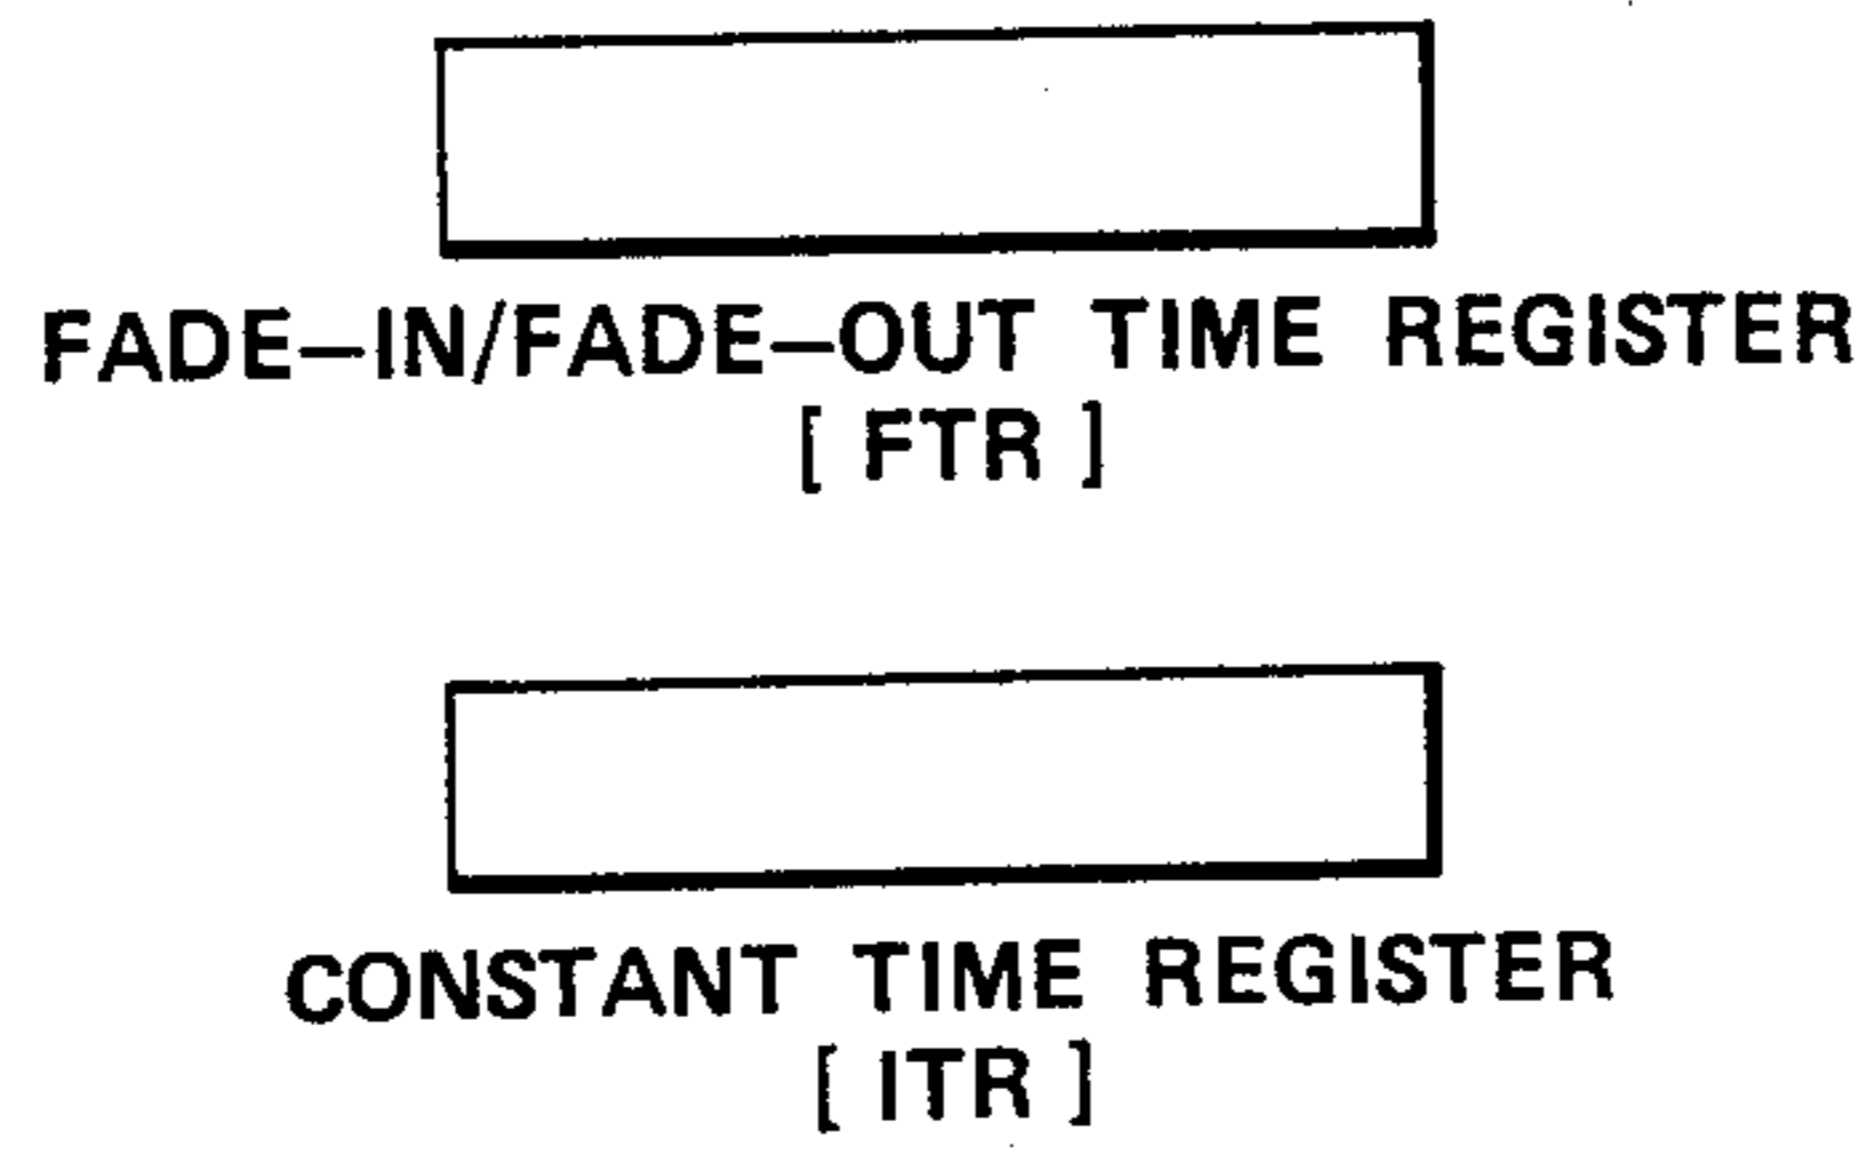 FADE–IN/FADE–OUT TIME REGISTER
[ FTR ]
CONSTANT TIME REGISTER
[ ITR ]